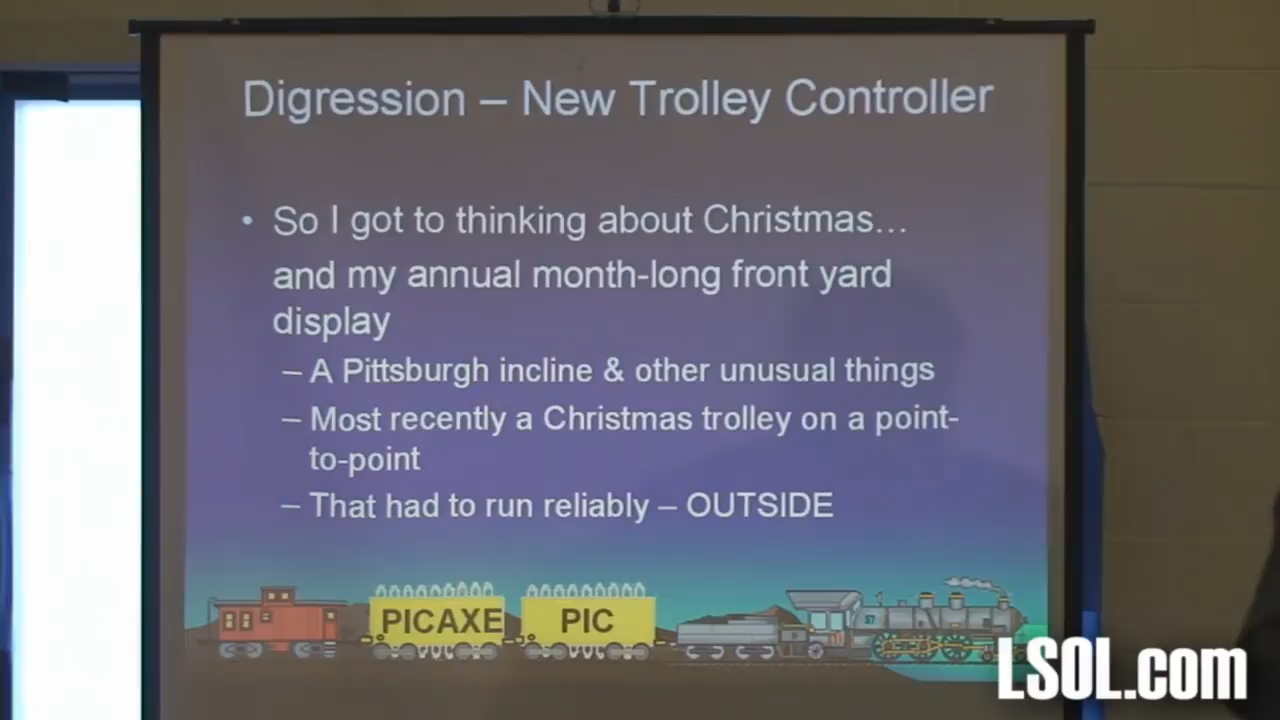 Digression – New Trolley Controller
• So I got to thinking about Christmas...
and my annual month-long front yard
display
– A Pittsburgh incline & other unusual things
– Most recently a Christmas trolley on a point-
to-point
– That had to run reliably – OUTSIDE
PICAXE PIC 57
LSOL.com